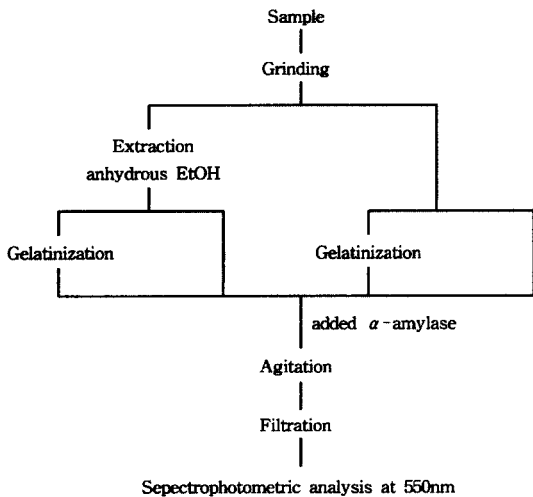 Sample
Grinding
Extraction
anhydrous EtOH
Gelatinization
Gelatinization
added α-amylase
Agitation
Filtration
Sepectrophotometric analysis at 550nm